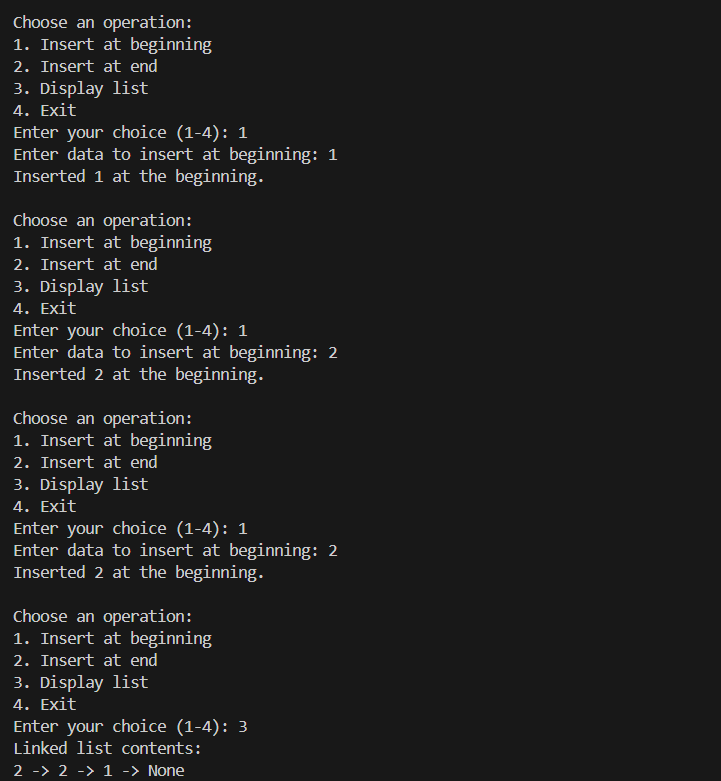 Choose an operation:
1. Insert at beginning
2. Insert at end
3. Display list
4. Exit
Enter your choice (1-4): 1
Enter data to insert at beginning: 1
Inserted 1 at the beginning.

Choose an operation:
1. Insert at beginning
2. Insert at end
3. Display list
4. Exit
Enter your choice (1-4): 1
Enter data to insert at beginning: 2
Inserted 2 at the beginning.

Choose an operation:
1. Insert at beginning
2. Insert at end
3. Display list
4. Exit
Enter your choice (1-4): 1
Enter data to insert at beginning: 2
Inserted 2 at the beginning.

Choose an operation:
1. Insert at beginning
2. Insert at end
3. Display list
4. Exit
Enter your choice (1-4): 3
Linked list contents:
2 -> 2 -> 1 -> None